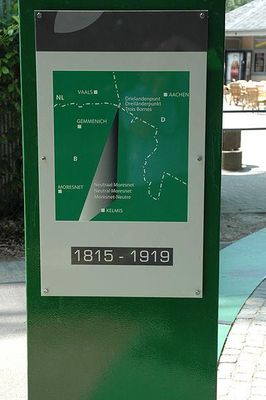 Drielandenpunt
Dreiländerpunkt
Trois Bornes
VAALS
AACHEN
NL
GEMMENICH
D
B
Neutraal Moresnet
Neutral Moresnet
Moresnet-Neutre
MORESNET
KELMIS
1815 - 1919